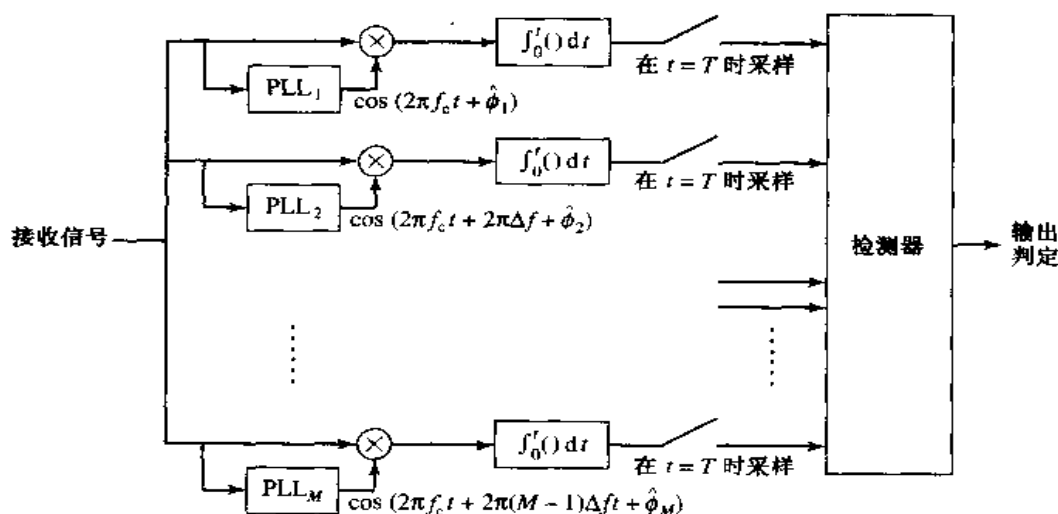 ∫₀ᵗ( ) dt
在 t = T 时采样
PLL₁
cos (2πf_c t + φ̂₁)
∫₀ᵗ( ) dt
在 t = T 时采样
PLL₂
cos (2πf_c t + 2πΔf + φ̂₂)
接收信号
检测器
输出
判定
∫₀ᵗ( ) dt
在 t = T 时采样
PLL_M
cos (2πf_c t + 2π(M − 1)Δft + φ̂_M)